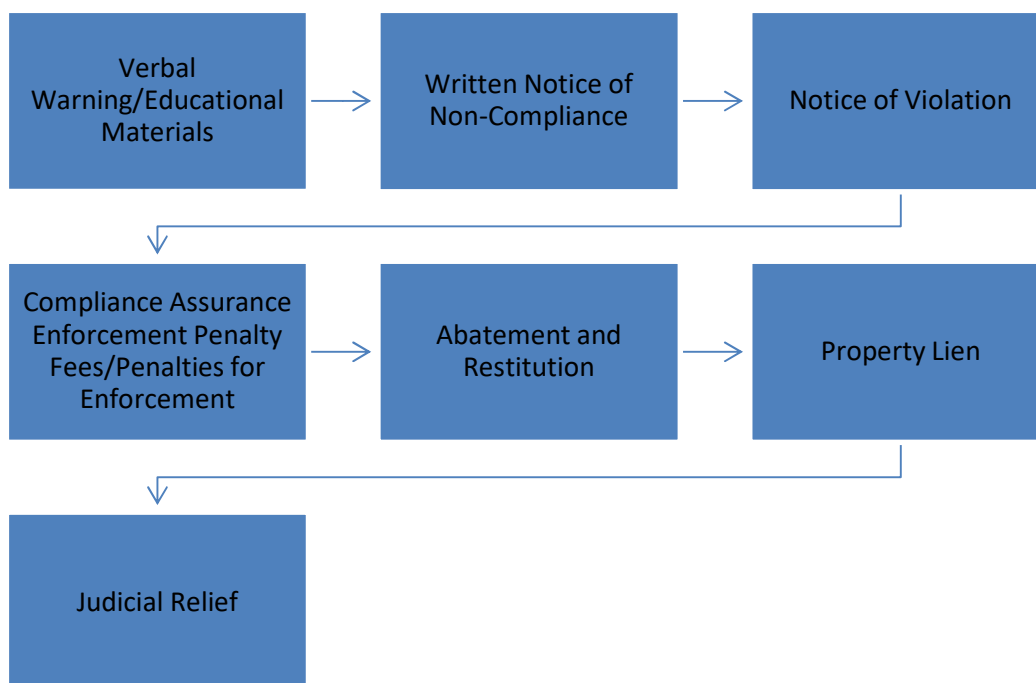 Verbal
Warning/Educational
Materials
Written Notice of
Non-Compliance
Notice of Violation
Compliance Assurance
Enforcement Penalty
Fees/Penalties for
Enforcement
Abatement and
Restitution
Property Lien
Judicial Relief